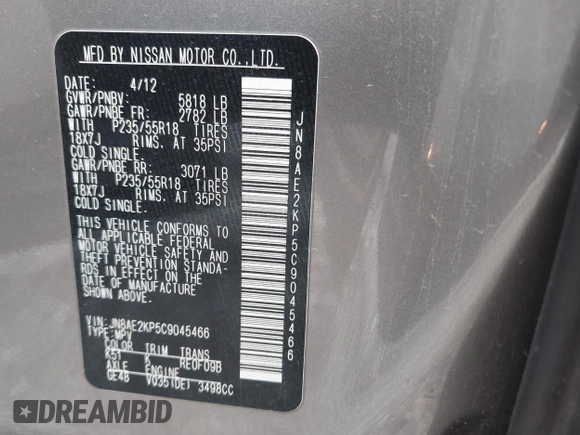 MFD BY NISSAN MOTOR CO.,LTD.
DATE: 4/12
GVWR/PNBV: 5818 LB
GAWR/PNBE FR: 2782 LB
WITH P235/55R18 TIRES
18X7J RIMS. AT 35PSI
COLD SINGLE.
GAWR/PNBE RR: 3071 LB
WITH P235/55R18 TIRES
18X7J RIMS. AT 35PSI
COLD SINGLE.
THIS VEHICLE CONFORMS TO
ALL APPLICABLE FEDERAL
MOTOR VEHICLE SAFETY AND
THEFT PREVENTION STANDA-
RDS IN EFFECT ON THE
DATE OF MANUFACTURE
SHOWN ABOVE.
VIN: JN8AE2KP5C9045466
TYPE: MPV
COLOR TRIM TRANS
K51 K RE0F09B
AXLE ENGINE
GE48 VQ35(DE) 3498CC
JN8AE2KP5C9045466
DREAMBID